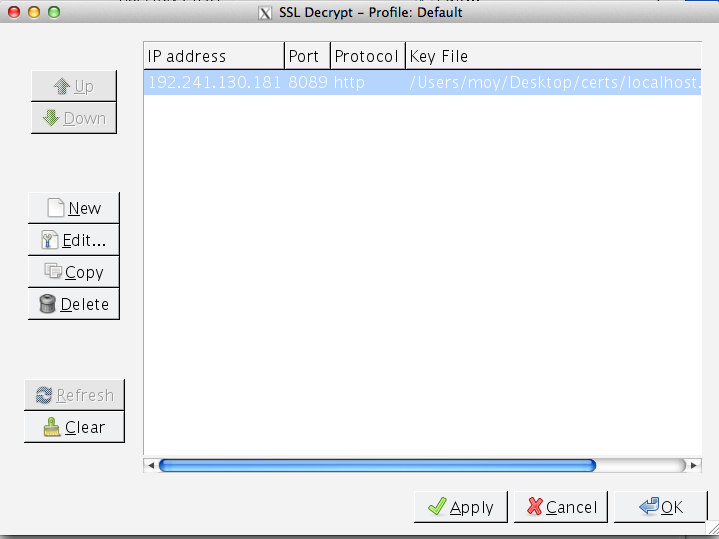 SSL Decrypt – Profile: Default
IP address Port Protocol Key File
192.241.130.181 8089 http /Users/moy/Desktop/certs/localhost.
Up
Down
New
Edit...
Copy
Delete
Refresh
Clear
Apply Cancel OK